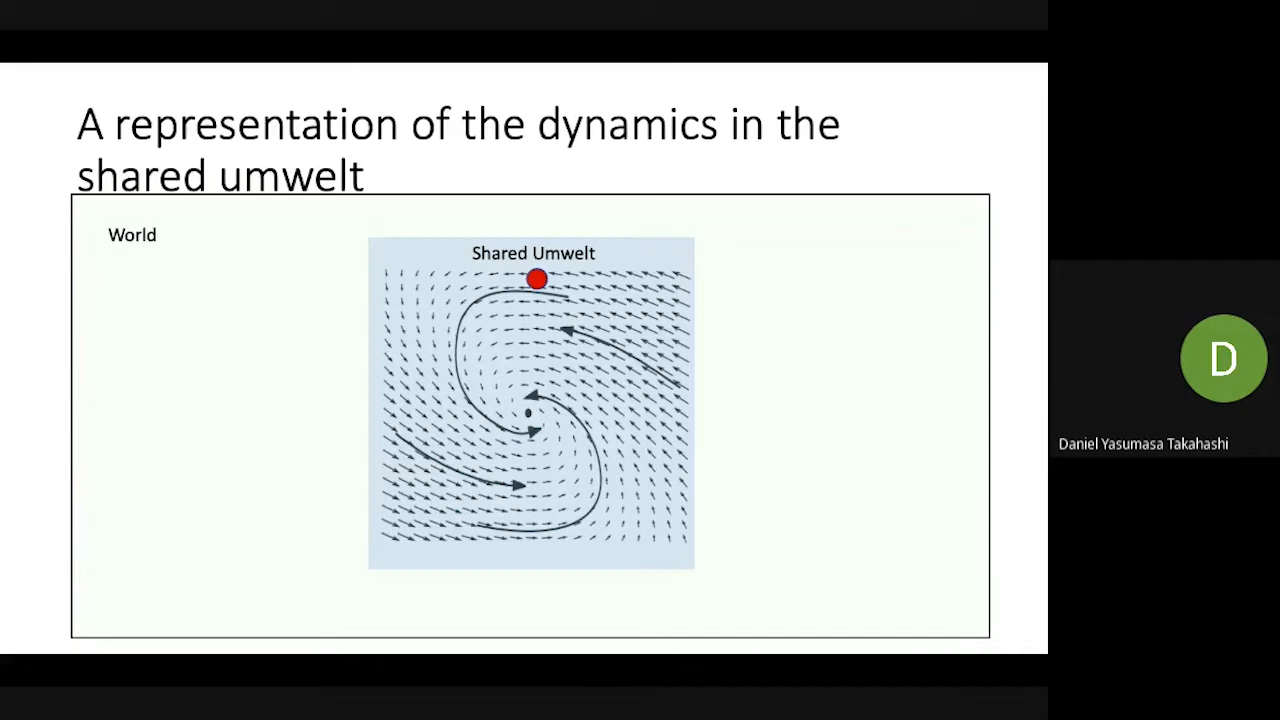 A representation of the dynamics in the
shared umwelt
World
Shared Umwelt
D
Daniel Yasumasa Takahashi